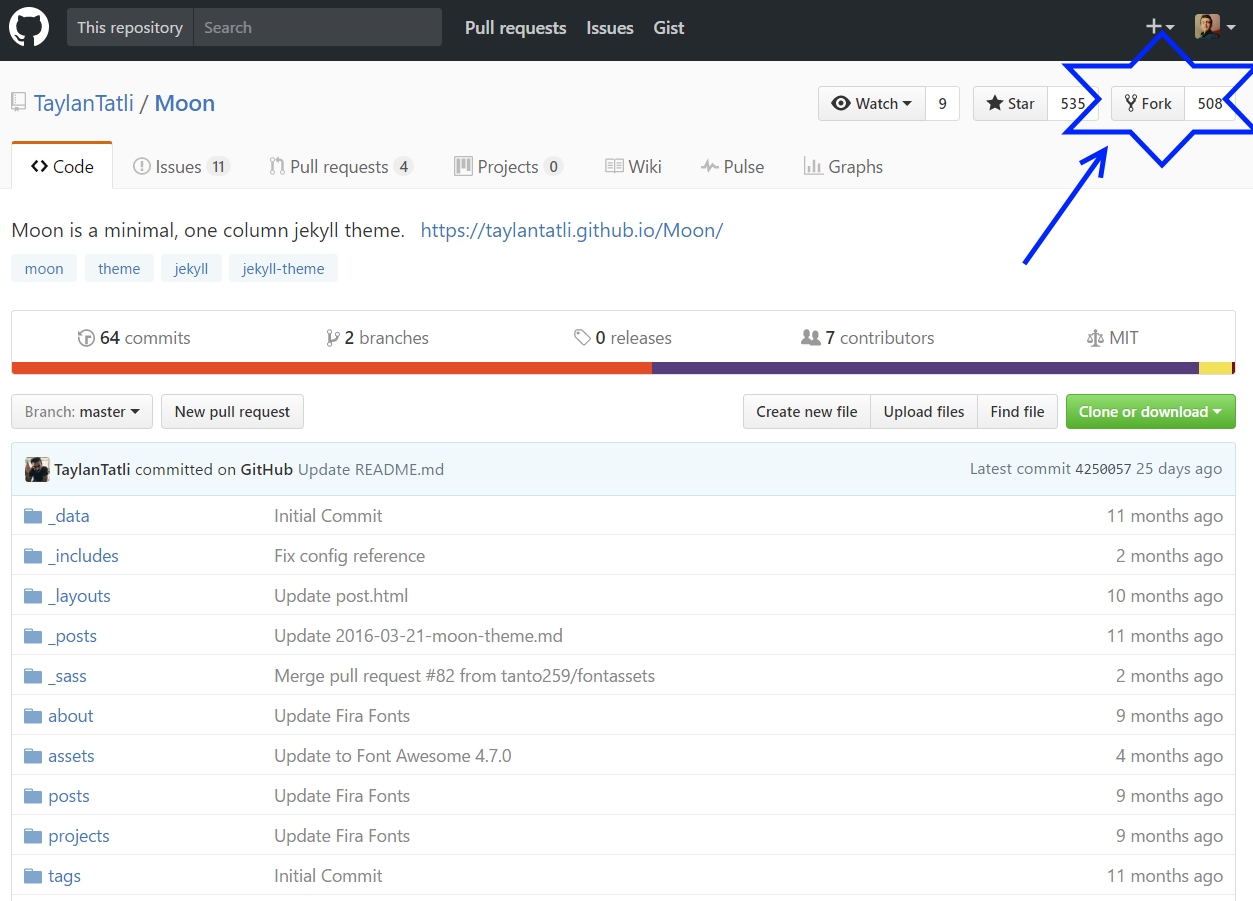 This repository Search Pull requests Issues Gist
TaylanTatli / Moon Watch 9 Star 535 Fork 508
Code Issues 11 Pull requests 4 Projects 0 Wiki Pulse Graphs
Moon is a minimal, one column jekyll theme. https://taylantatli.github.io/Moon/
moon theme jekyll jekyll-theme
64 commits 2 branches 0 releases 7 contributors MIT
Branch: master New pull request Create new file Upload files Find file Clone or download
TaylanTatli committed on GitHub Update README.md Latest commit 4250057 25 days ago
_data Initial Commit 11 months ago
_includes Fix config reference 2 months ago
_layouts Update post.html 10 months ago
_posts Update 2016-03-21-moon-theme.md 11 months ago
_sass Merge pull request #82 from tanto259/fontassets 2 months ago
about Update Fira Fonts 9 months ago
assets Update to Font Awesome 4.7.0 4 months ago
posts Update Fira Fonts 9 months ago
projects Update Fira Fonts 9 months ago
tags Initial Commit 11 months ago